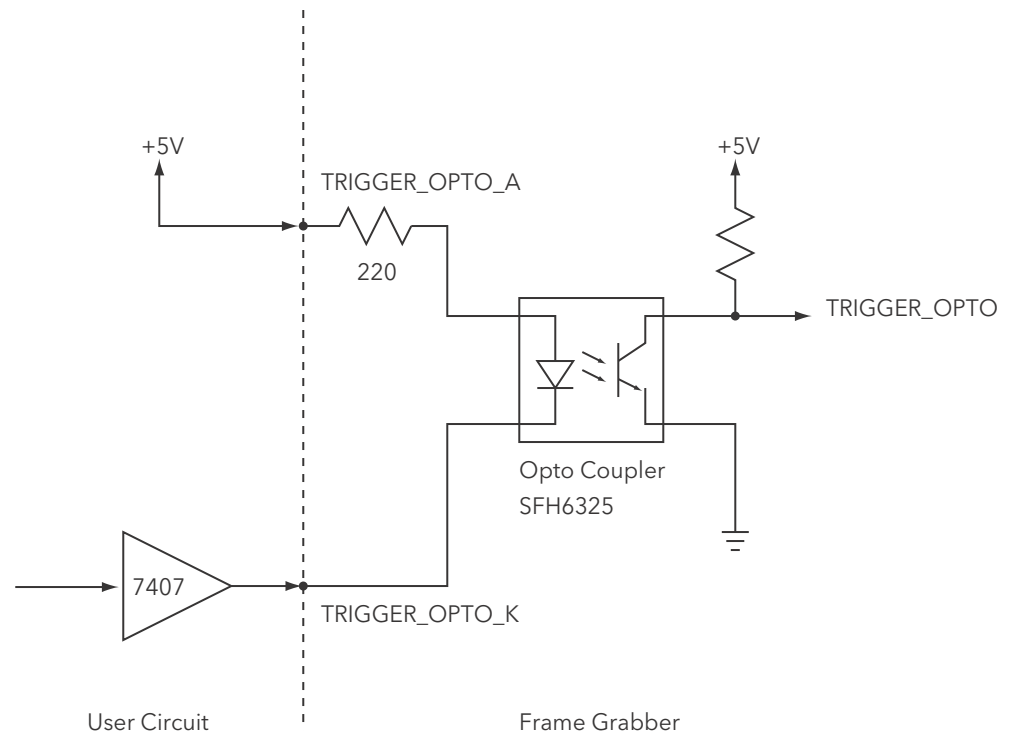 +5V
+5V
TRIGGER_OPTO_A
220
TRIGGER_OPTO
Opto Coupler
SFH6325
7407
TRIGGER_OPTO_K
User Circuit
Frame Grabber